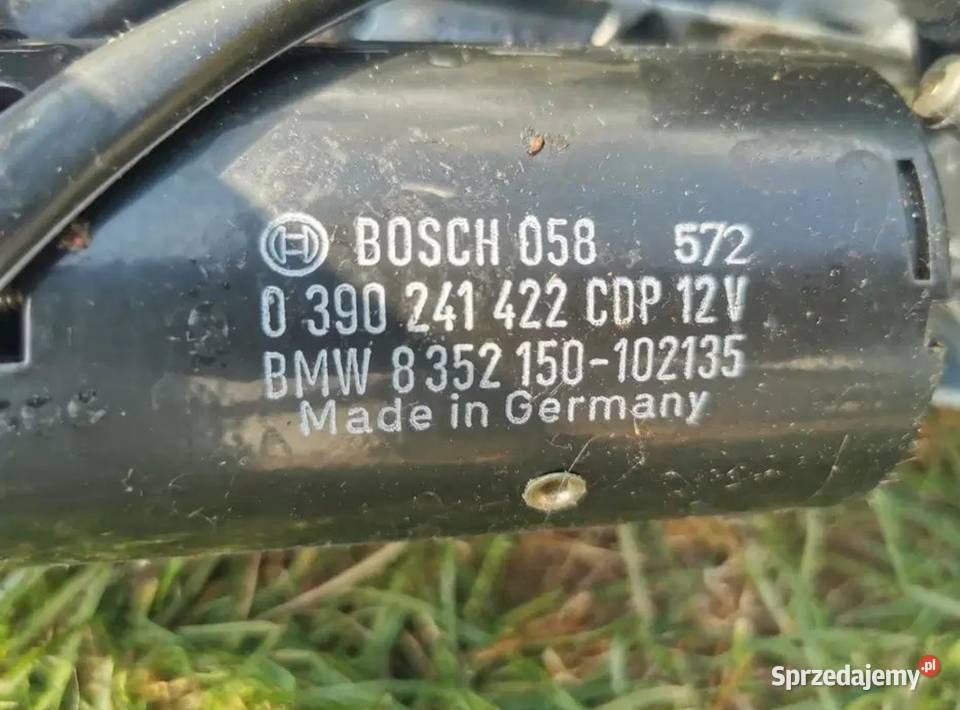 BOSCH 058 572
0 390 241 422 CDP 12V
BMW 8 352 150-102135
Made in Germany
Sprzedajemy.pl